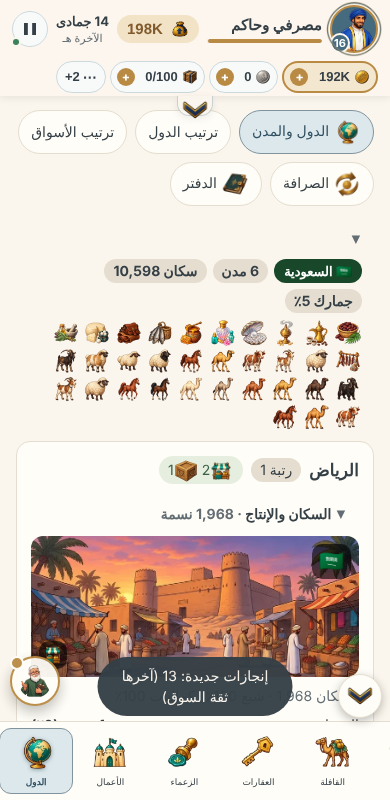 مصرفي وحاكم
16
198K
14 جمادى
الآخرة هـ
192K
0
0/100
+2 ...
الدول والمدن
ترتيب الدول
ترتيب الأسواق
الصرافة
الدفتر
▼
السعودية
6 مدن
سكان 10,598
جمارك 5٪
الرياض
رتبة 1
2
1
▼ السكان والإنتاج · 1,968 نسمة
إنجازات جديدة: 13 (آخرها
ثقة السوق)
القافلة
العقارات
الزعماء
الأعمال
الدول